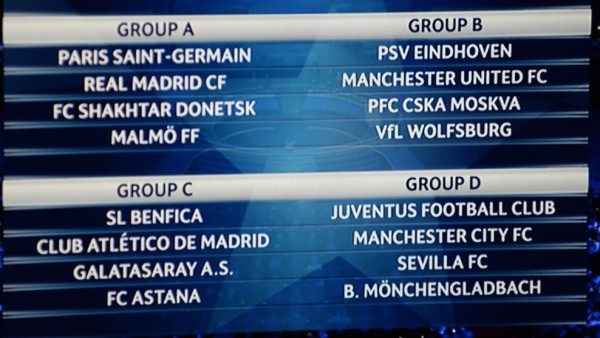 GROUP A
PARIS SAINT-GERMAIN
REAL MADRID CF
FC SHAKHTAR DONETSK
MALMÖ FF
GROUP B
PSV EINDHOVEN
MANCHESTER UNITED FC
PFC CSKA MOSKVA
VfL WOLFSBURG
GROUP C
SL BENFICA
CLUB ATLÉTICO DE MADRID
GALATASARAY A.S.
FC ASTANA
GROUP D
JUVENTUS FOOTBALL CLUB
MANCHESTER CITY FC
SEVILLA FC
B. MÖNCHENGLADBACH